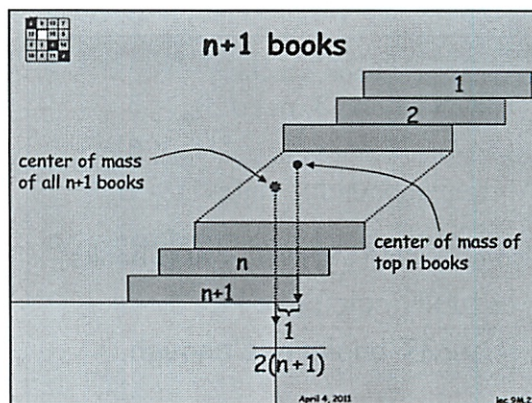 n+1 books
1
2
center of mass
of all n+1 books
center of mass of
top n books
n
n+1
1
2(n+1)
April 4, 2011